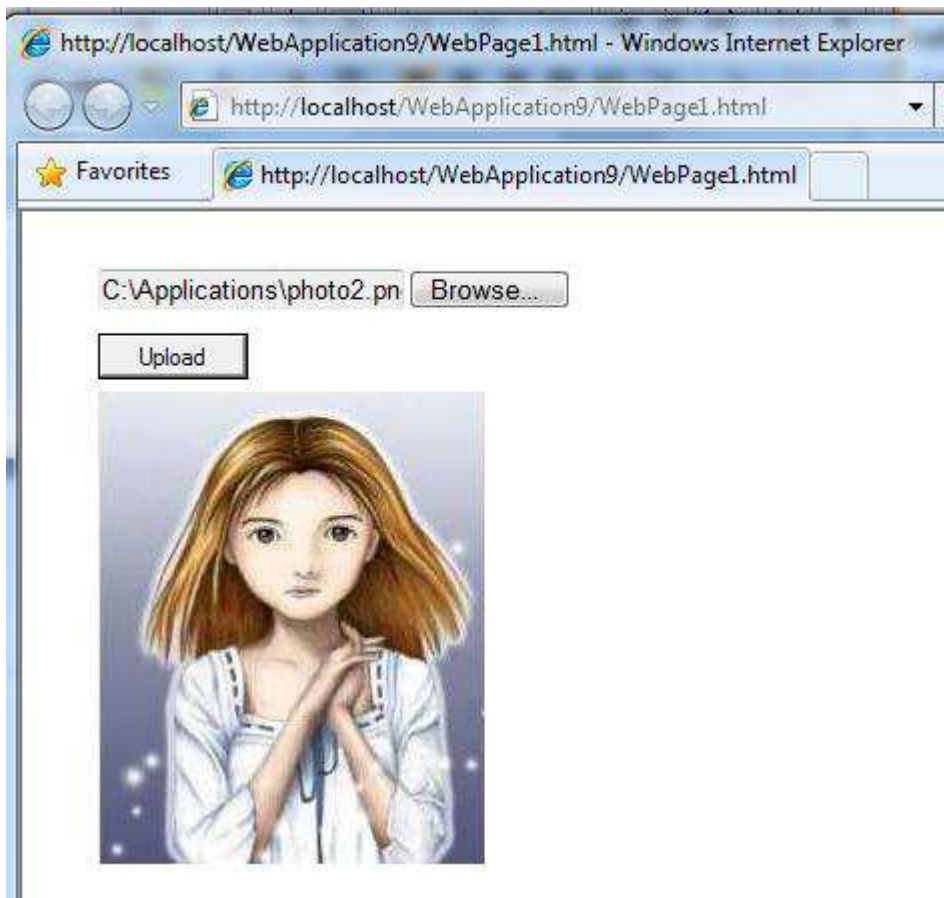 http://localhost/WebApplication9/WebPage1.html - Windows Internet Explorer
http://localhost/WebApplication9/WebPage1.html
Favorites http://localhost/WebApplication9/WebPage1.html
C:\Applications\photo2.pn Browse...
Upload